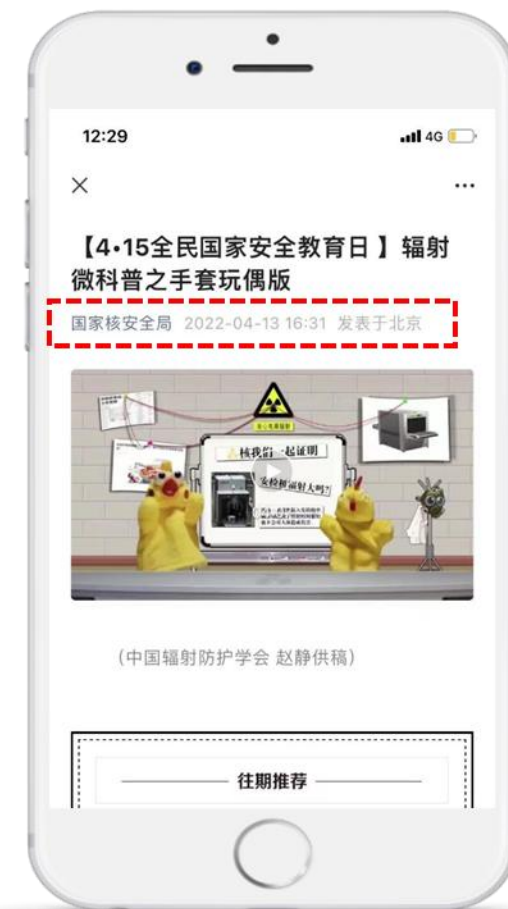 12:29
4G
【4·15全民国家安全教育日 】辐射
微科普之手套玩偶版
国家核安全局 2022-04-13 16:31 发表于北京
核我们一起证明
安检机辐射大吗?
(中国辐射防护学会 赵静供稿)
往期推荐